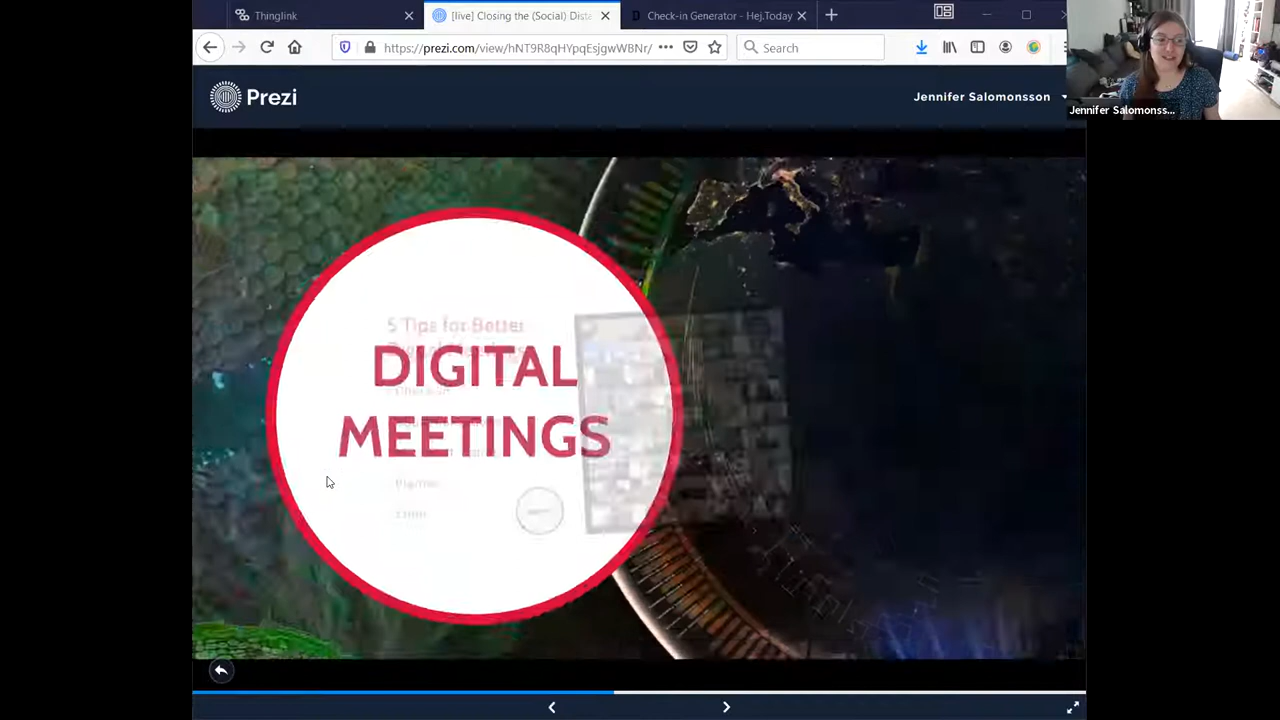 Thinglink
[live] Closing the (Social) Dista
Check-in Generator - Hej.Today
https://prezi.com/view/hNT9R8qHYpqEsjgwWBNr/
Search
Prezi
Jennifer Salomonsson
Jennifer Salomonss...
5 Tips for Better
DIGITAL
MEETINGS